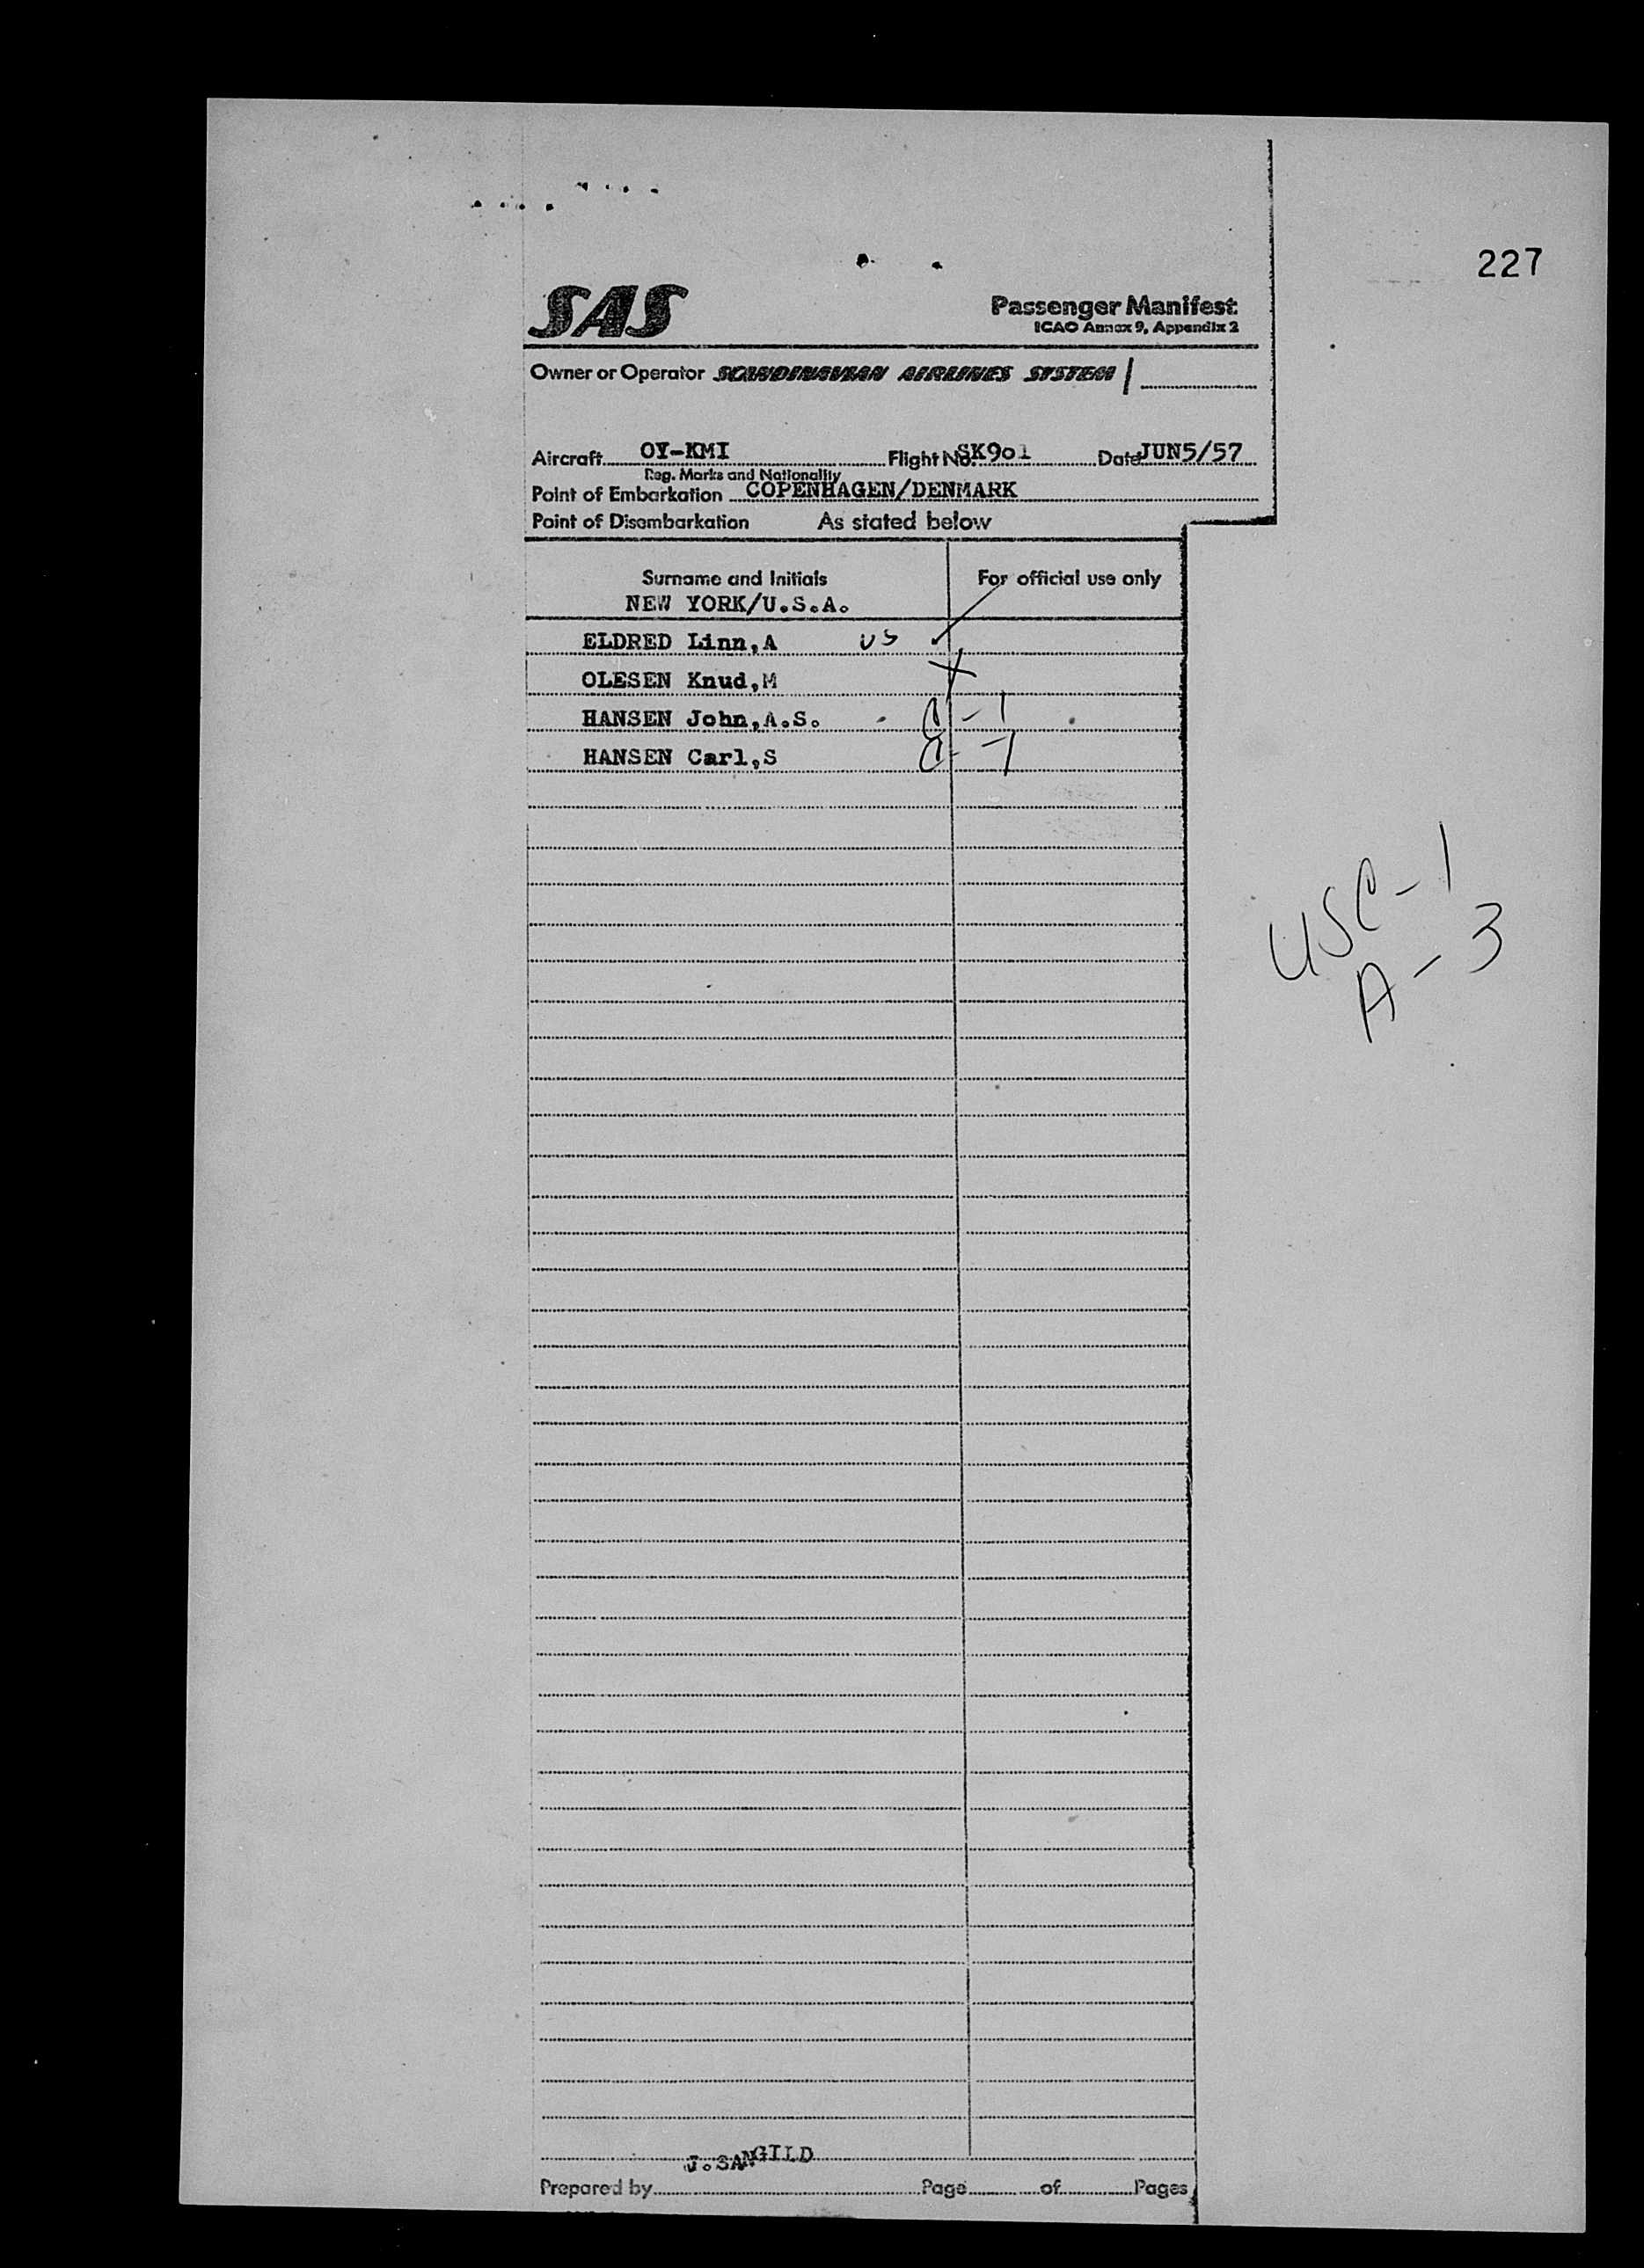 227
SAS
Passenger Manifest
ICAO Annex 9, Appendix 2
Owner or Operator SCANDINAVIAN AIRLINES SYSTEM
Aircraft OY-KMI Flight No. SK901 Date JUN5/57
Reg. Marks and Nationality
Point of Embarkation COPENHAGEN/DENMARK
Point of Disembarkation As stated below
Surname and Initials For official use only
NEW YORK/U.S.A.
ELDRED Linn,A US
OLESEN Knud,M
HANSEN John,A.S. - 1
HANSEN Carl,S - 1
USC - 1
A - 3
J.SANGILD
Prepared by Page of Pages